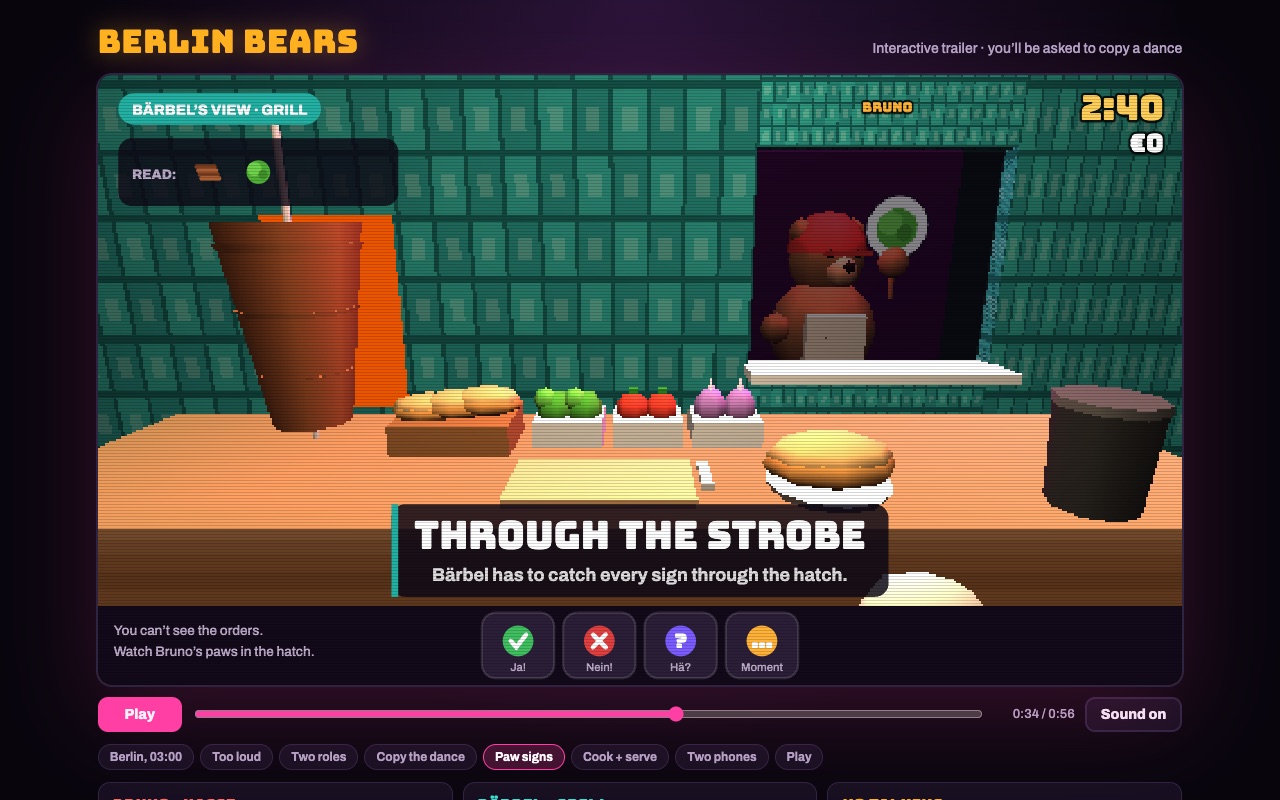 BERLIN BEARS
Interactive trailer · you'll be asked to copy a dance
BÄRBEL'S VIEW · GRILL
BRUNO
2:40
€0
READ:
THROUGH THE STROBE
Bärbel has to catch every sign through the hatch.
You can't see the orders.
Watch Bruno's paws in the hatch.
Ja!
Nein!
?
Hä?
...
Moment
Play
0:34 / 0:56
Sound on
Berlin, 03:00
Too loud
Two roles
Copy the dance
Paw signs
Cook + serve
Two phones
Play